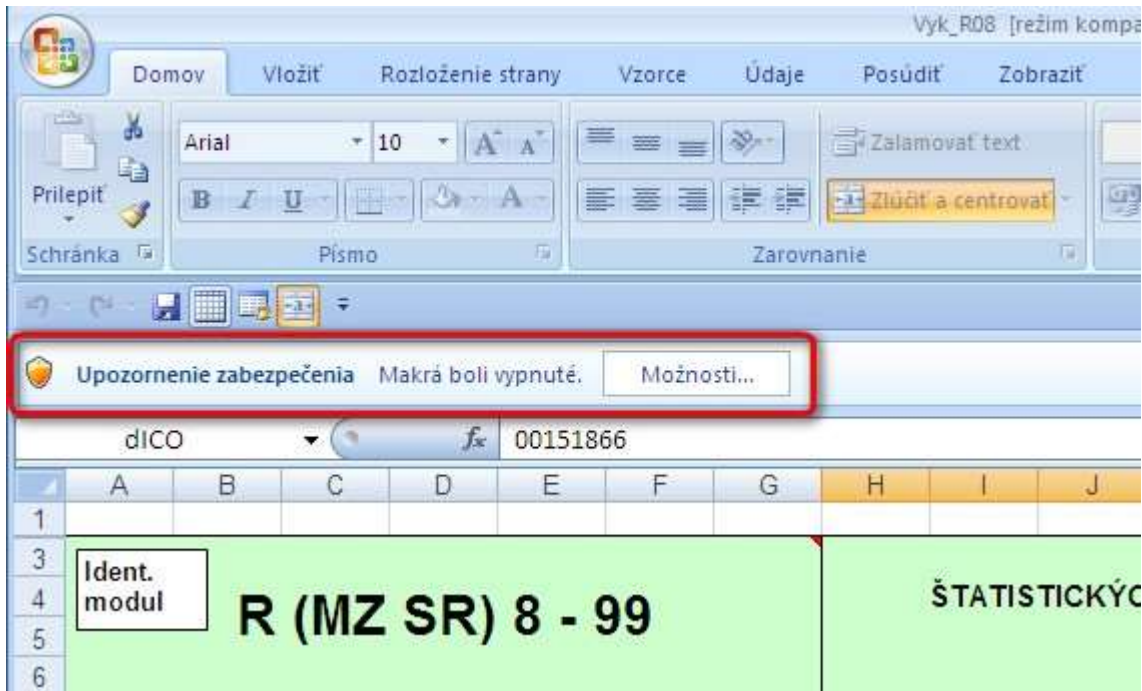 Vyk_R08 [režim kompa
Domov Vložiť Rozloženie strany Vzorce Údaje Posúdiť Zobraziť
Arial 10 A A Zalamovať text
Prilepiť B I U A Zlúčiť a centrovať
Schránka Písmo Zarovnanie
Upozornenie zabezpečenia Makrá boli vypnuté. Možnosti...
dICO fx 00151866
A B C D E F G H I J
1
3
4
5
6
Ident.
modul
R (MZ SR) 8 - 99
ŠTATISTICKÝC